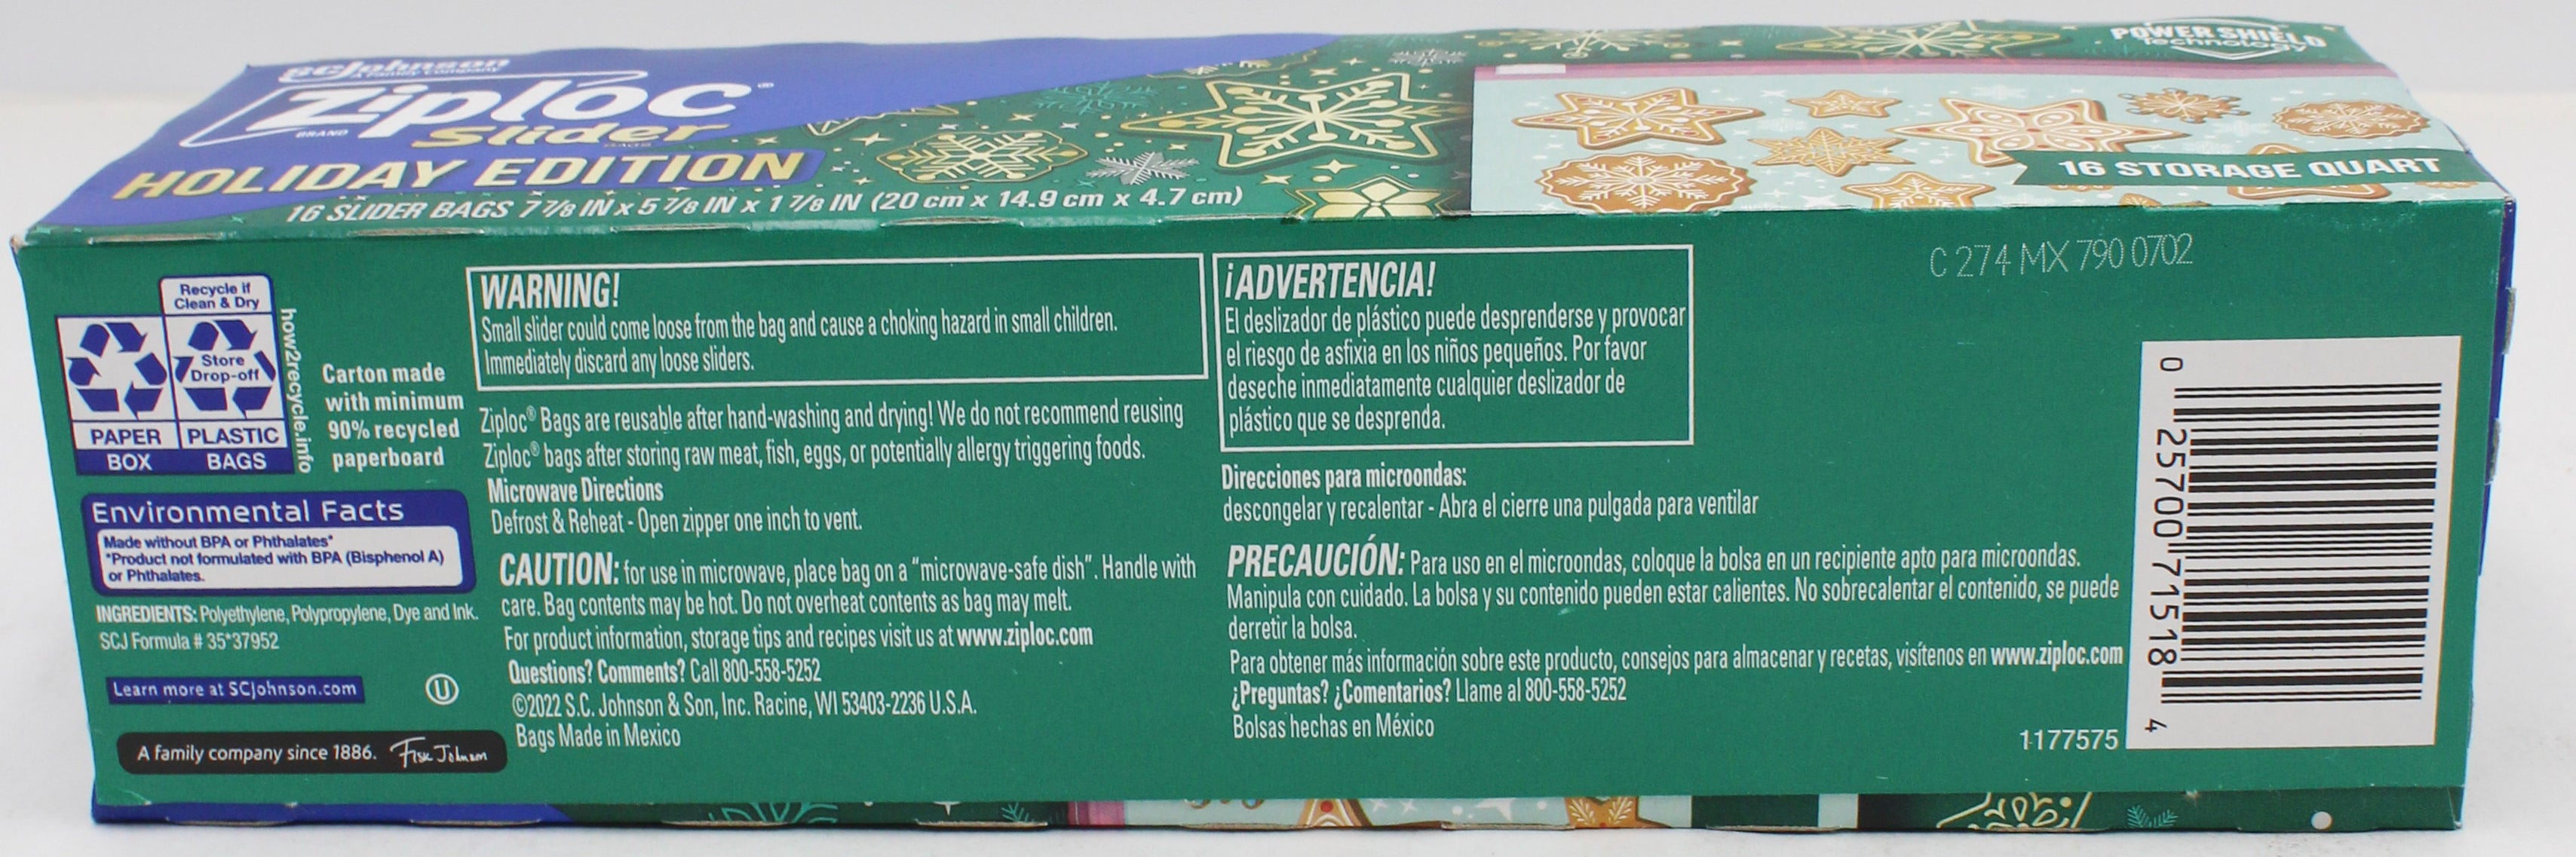 SC Johnson
A Family Company
Ziploc®
BRAND
Slider
BAGS
HOLIDAY EDITION
16 SLIDER BAGS 7 7/8 IN x 5 7/8 IN x 1 7/8 IN (20 cm x 14.9 cm x 4.7 cm)
POWER SHIELD
Technology
16 STORAGE QUART
Recycle if
Clean & Dry
Store
Drop-off
PAPER
BOX
PLASTIC
BAGS
how2recycle.info
Carton made
with minimum
90% recycled
paperboard
Environmental Facts
Made without BPA or Phthalates*
*Product not formulated with BPA (Bisphenol A)
or Phthalates.
INGREDIENTS: Polyethylene, Polypropylene, Dye and Ink.
SCJ Formula # 35*37952
Learn more at SCJohnson.com
U
A family company since 1886. Fisk Johnson
WARNING!
Small slider could come loose from the bag and cause a choking hazard in small children.
Immediately discard any loose sliders.
Ziploc® Bags are reusable after hand-washing and drying! We do not recommend reusing
Ziploc® bags after storing raw meat, fish, eggs, or potentially allergy triggering foods.
Microwave Directions
Defrost & Reheat - Open zipper one inch to vent.
CAUTION: for use in microwave, place bag on a "microwave-safe dish". Handle with
care. Bag contents may be hot. Do not overheat contents as bag may melt.
For product information, storage tips and recipes visit us at www.ziploc.com
Questions? Comments? Call 800-558-5252
©2022 S.C. Johnson & Son, Inc. Racine, WI 53403-2236 U.S.A.
Bags Made in Mexico
¡ADVERTENCIA!
El deslizador de plástico puede desprenderse y provocar
el riesgo de asfixia en los niños pequeños. Por favor
deseche inmediatamente cualquier deslizador de
plástico que se desprenda.
Direcciones para microondas:
descongelar y recalentar - Abra el cierre una pulgada para ventilar
PRECAUCIÓN: Para uso en el microondas, coloque la bolsa en un recipiente apto para microondas.
Manipula con cuidado. La bolsa y su contenido pueden estar calientes. No sobrecalentar el contenido, se puede
derretir la bolsa.
Para obtener más información sobre este producto, consejos para almacenar y recetas, visítenos en www.ziploc.com
¿Preguntas? ¿Comentarios? Llame al 800-558-5252
Bolsas hechas en México
C 274 MX 790 0702
0 25700 71518 4
1177575